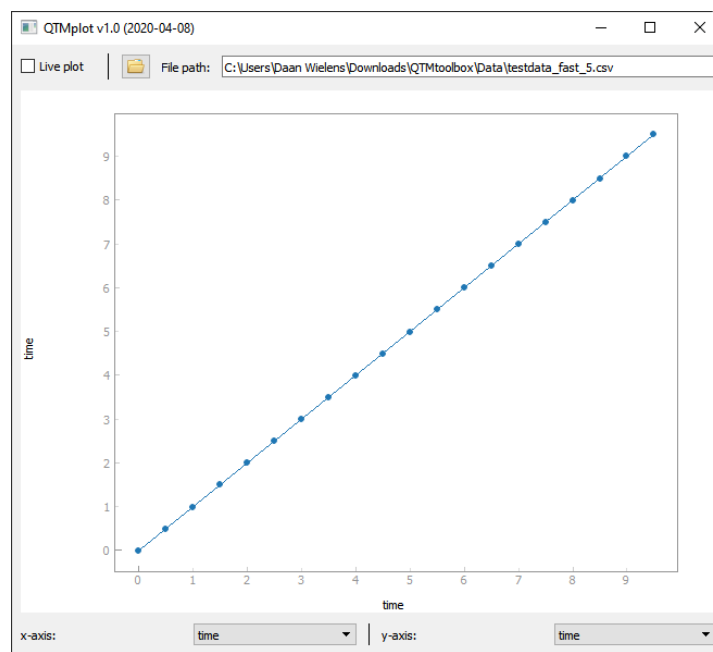 QTMplot v1.0 (2020-04-08)
Live plot
File path:
C:\Users\Daan Wielens\Downloads\QTMtoolbox\Data\testdata_fast_5.csv
9
8
7
6
5
4
3
2
1
0
time
0 1 2 3 4 5 6 7 8 9
time
x-axis: time y-axis: time